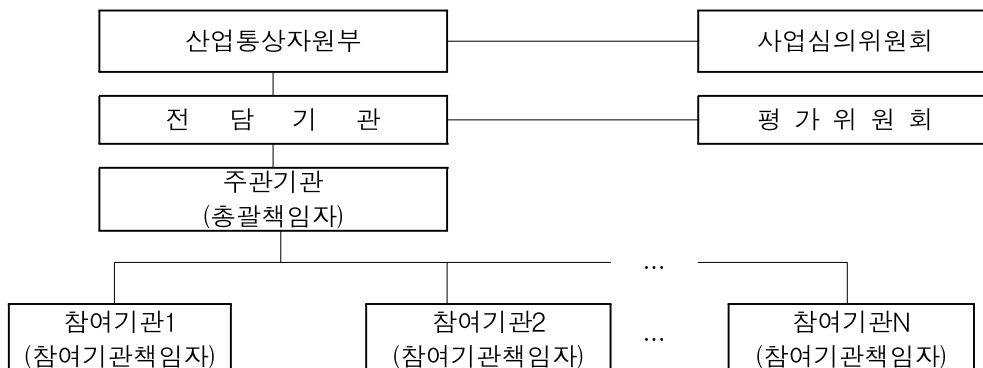 산업통상자원부
사업심의위원회
전 담 기 관
평 가 위 원 회
주관기관
(총괄책임자)
...
참여기관1
(참여기관책임자)
참여기관2
(참여기관책임자)
...
참여기관N
(참여기관책임자)